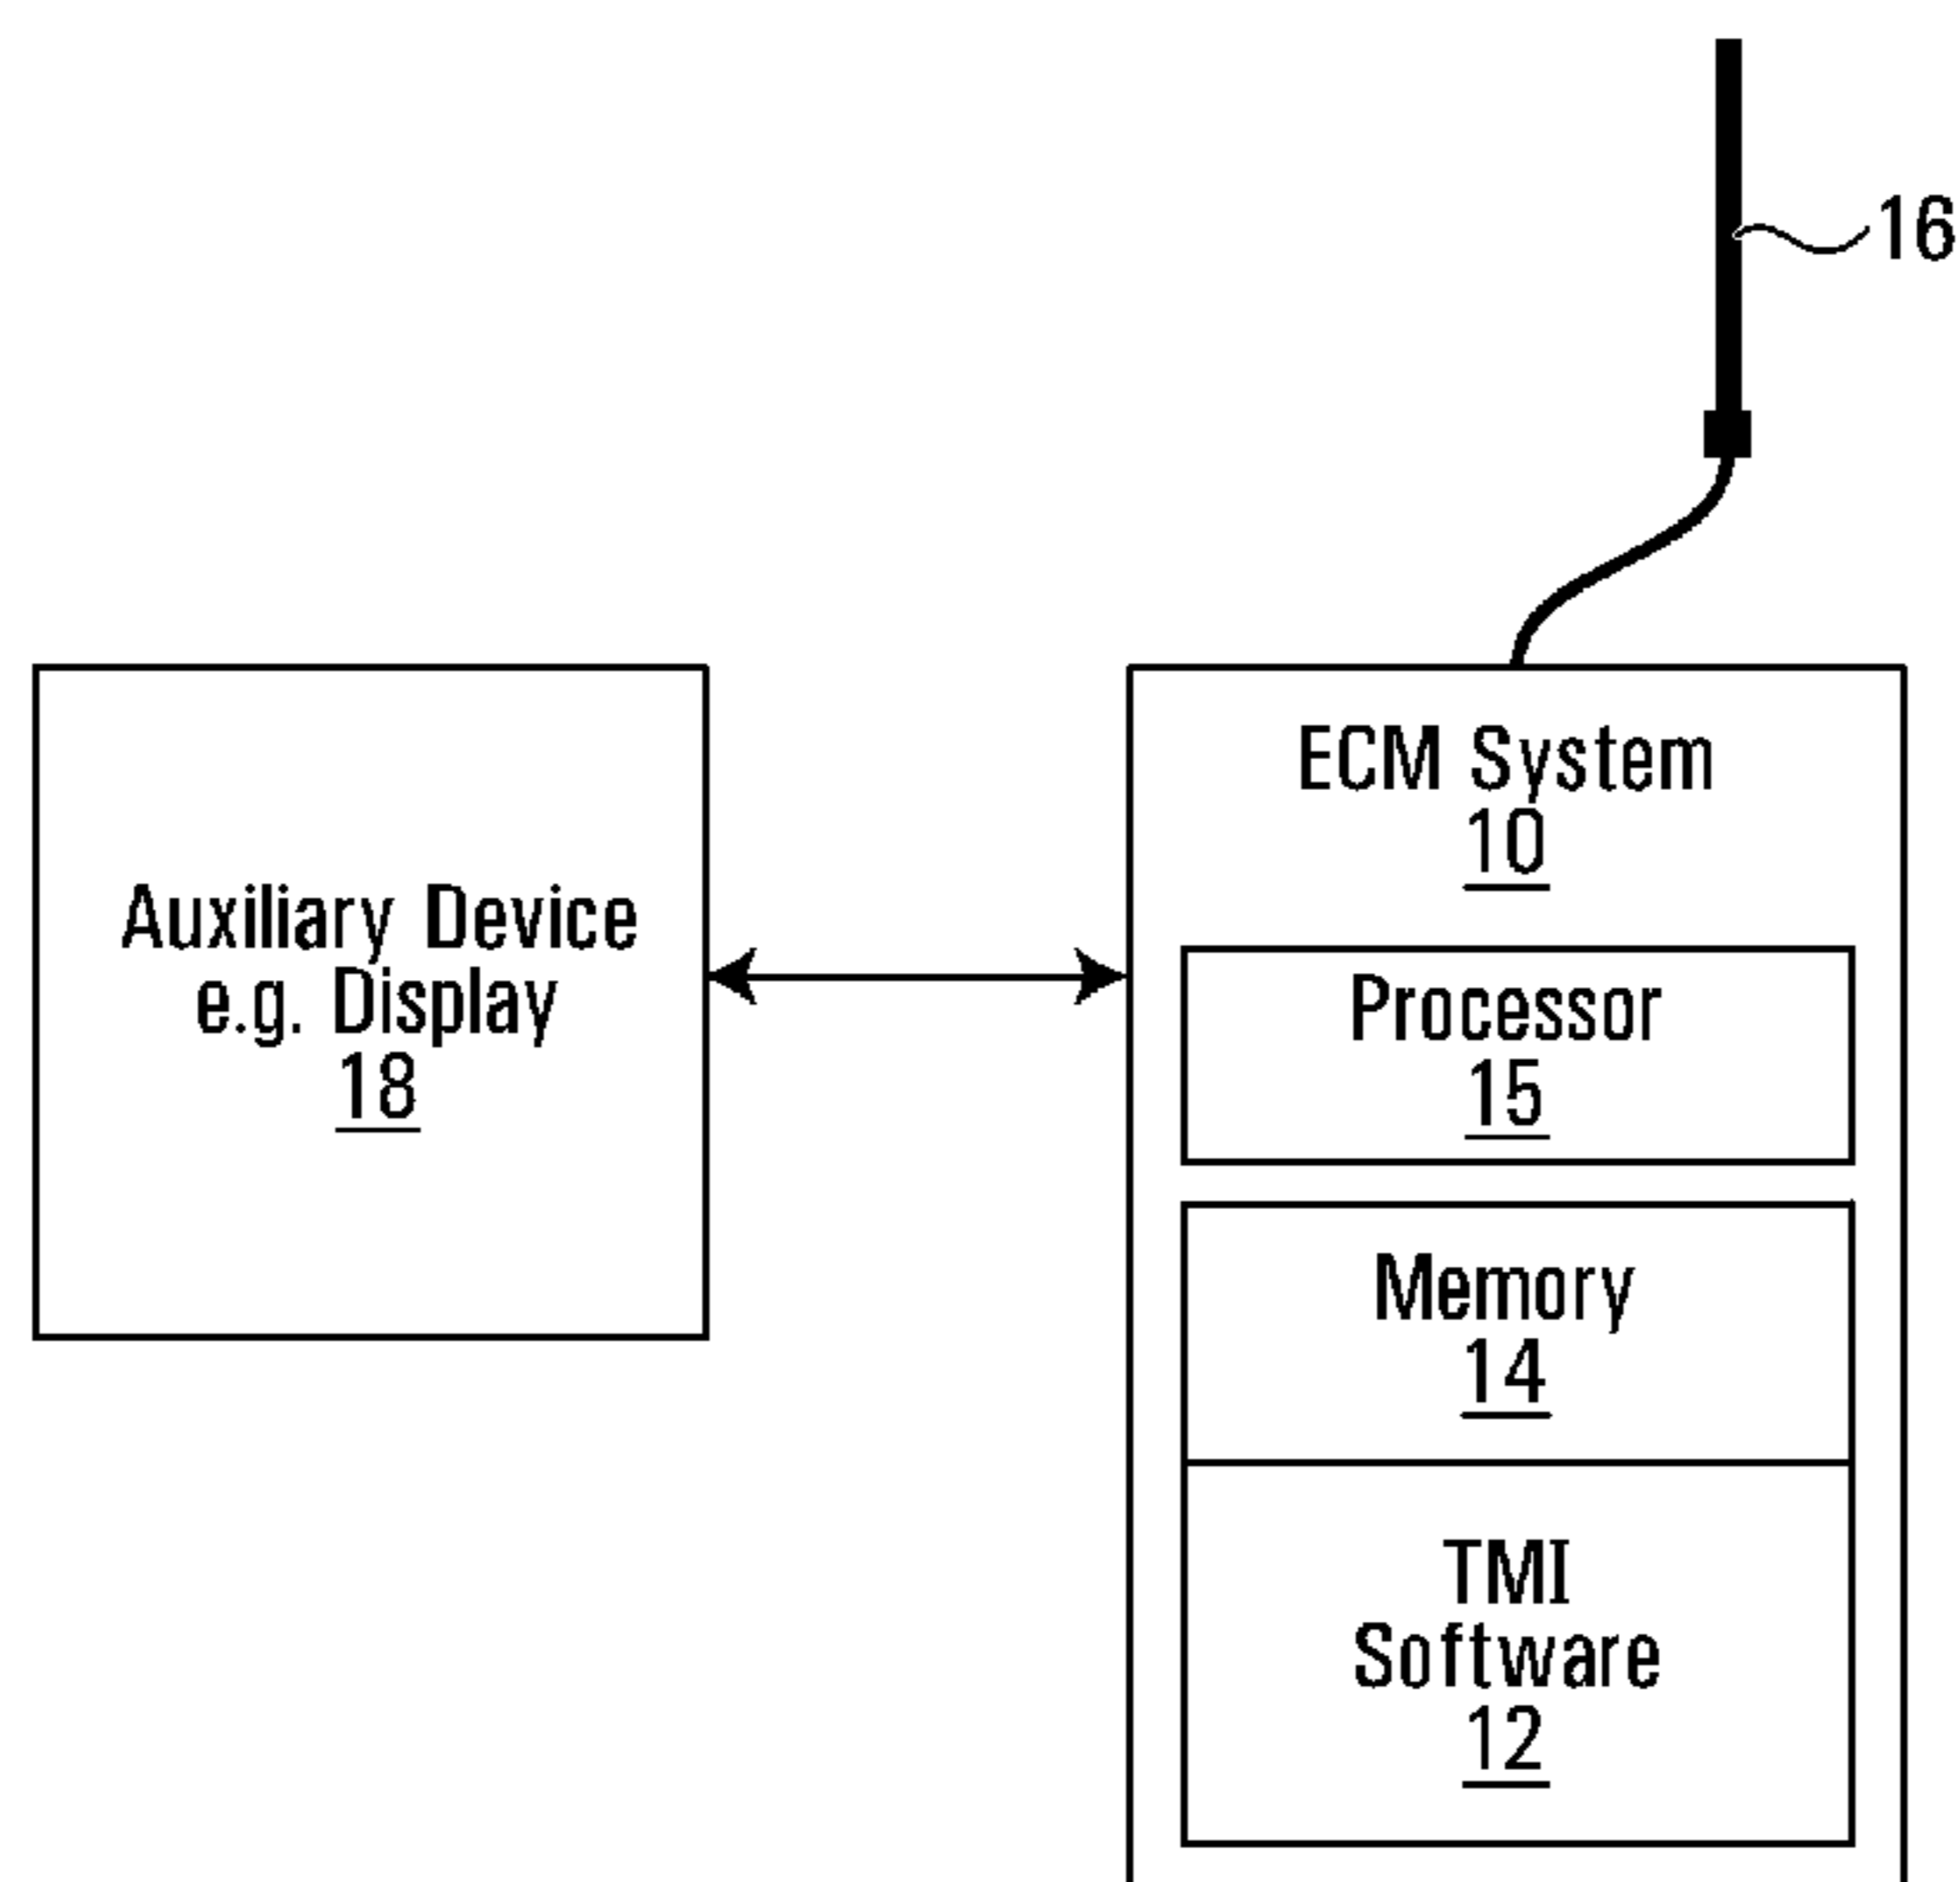 16
ECM System
10
Auxiliary Device
e.g. Display
18
Processor
15
Memory
14
TMI
Software
12